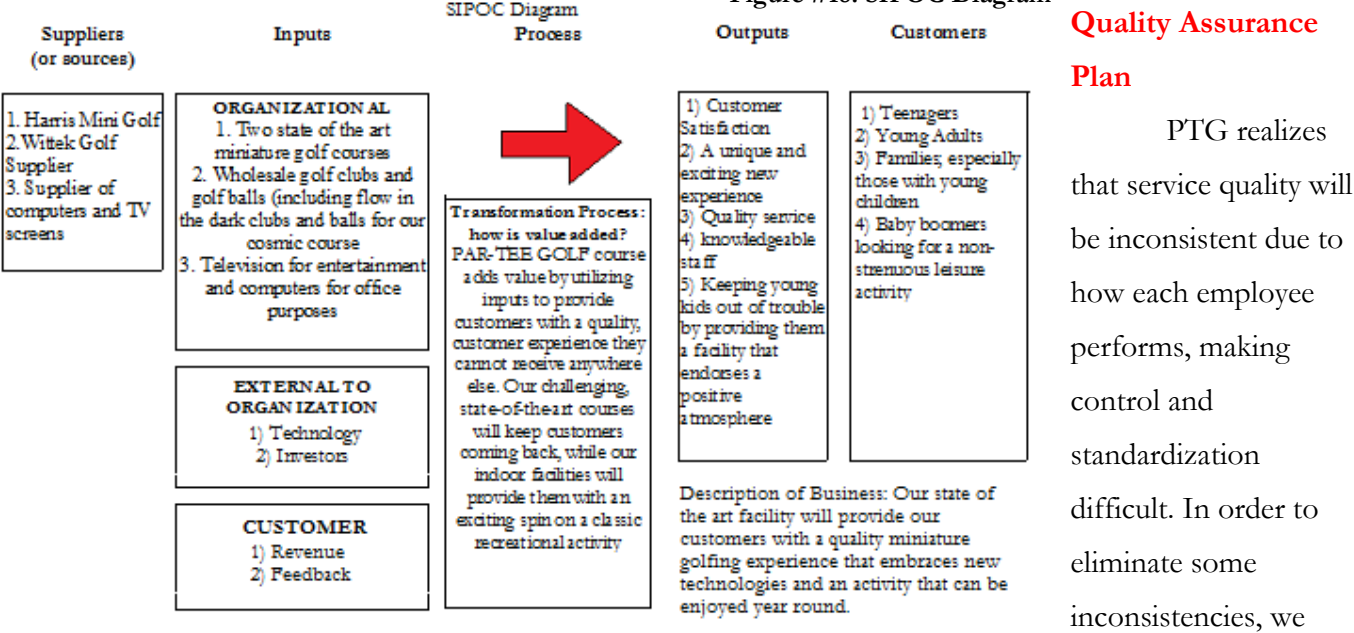 SIPOC Diagram
Suppliers
(or sources)
Inputs
Process
Outputs
Customers
1. Harris Mini Golf
2.Wittek Golf
Supplier
3. Supplier of
computers and TV
screens
ORGANIZATIONAL
1. Two state of the art
miniature golf courses
2. Wholesale golf clubs and
golf balls (including flow in
the dark clubs and balls for our
cosmic course
3. Television for entertainment
and computers for office
purposes
EXTERNAL TO
ORGANIZATION
1) Technology
2) Investors
CUSTOMER
1) Revenue
2) Feedback
Transformation Process:
how is value added?
PAR-TEE GOLF course
adds value by utilizing
inputs to provide
customers with a quality,
customer experience they
cannot receive anywhere
else. Our challenging,
state-of-the-art courses
will keep customers
coming back, while our
indoor facilities will
provide them with an
exciting spin on a classic
recreational activity
1) Customer
Satisfaction
2) A unique and
exciting new
experience
3) Quality service
4) knowledgeable
staff
5) Keeping young
kids out of trouble
by providing them
a facility that
endorses a
positive
atmosphere
1) Teenagers
2) Young Adults
3) Families; especially
those with young
children
4) Baby boomers
looking for a non-
strenuous leisure
activity
Description of Business: Our state of
the art facility will provide our
customers with a quality miniature
golfing experience that embraces new
technologies and an activity that can be
enjoyed year round.
Quality Assurance
Plan
PTG realizes
that service quality will
be inconsistent due to
how each employee
performs, making
control and
standardization
difficult. In order to
eliminate some
inconsistencies, we